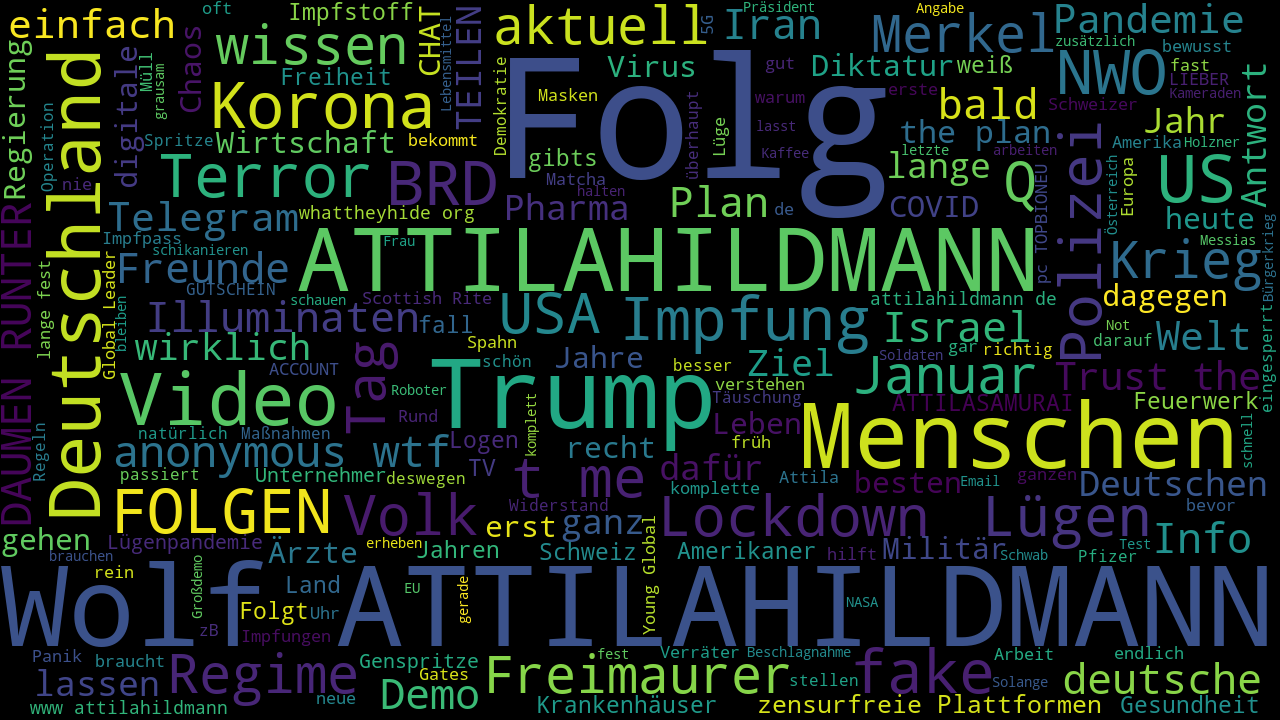 einfach
oft
Impfstoff
CHAT
TEILEN
Lebensmittel
aktuell
5G
Präsident
Iran
Angabe
Merkel
Pandemie
zusätzlich
bewusst
Regierung
Müll
grausam
Chaos
wissen
Freiheit
Folg
Virus
gut
Diktatur
weiß
NWO
fast
LIEBER
Kameraden
Deutschland
digitale
Korona
Demokratie
Masken
überhaupt
Lüge
warum
erste
bald
Schweizer
Jahr
Antwort
Operation
Spritze
Wirtschaft
bekommt
gibts
lasst
Kaffee
the plan
letzte
arbeiten
Amerika
Holzner
nie
Terror
BRD
Matcha
halten
lange
Q
pc TOPBIONEU
Polizei
Österreich
Europa
US
DAUMEN RUNTER
Telegram
whattheyhide org
Pharma
Plan
de
COVID
heute
Bürgerkrieg
Impfpass
schikanieren
Frau
ATTILAHILDMANN
Messias
lange fest
Global Leader
Freunde
Krieg
GUTSCHEIN
bleiben
schauen
Scottish Rite
attilahildmann de
dagegen
Illuminaten
fall
USA
Impfung
Israel
Not
darauf
Welt
eingesperrt
wirklich
Tag
Spahn
schön
Jahre
besser
Ziel
gar
richtig
Soldaten
ACCOUNT
Roboter
Trump
verstehen
Januar
Trust the
Video
Rund
komplett
Täuschung
ATTILASAMURAI
Feuerwerk
Regeln
natürlich
Maßnahmen
Logen
Leben
früh
Menschen
schnell
anonymous wtf
recht
passiert
Unternehmer
deswegen
TV
t me
dafür
Attila
besten
Email
ganzen
Deutschen
komplette
FOLGEN
Volk
Widerstand
erst
ganz
Lockdown
Lügen
bevor
gehen
Lügenpandemie
Ärzte
erheben
Jahren
Schweiz
Young Global
Amerikaner
hilft
Militär
Schwab
Pfizer
Test
Info
brauchen
rein
Großdemo
Land
EU
gerade
NASA
Wolf
ATTILAHILDMANN
Folgt
Uhr
zB
Impfungen
Panik
braucht
Regime
Genspritze
Gates
fest
Verräter
Beschlagnahme
Freimaurer
stellen
fake
Arbeit
endlich
lassen
neue
Demo
Solange
deutsche
www attilahildmann
Krankenhäuser
zensurfreie Plattformen
Gesundheit